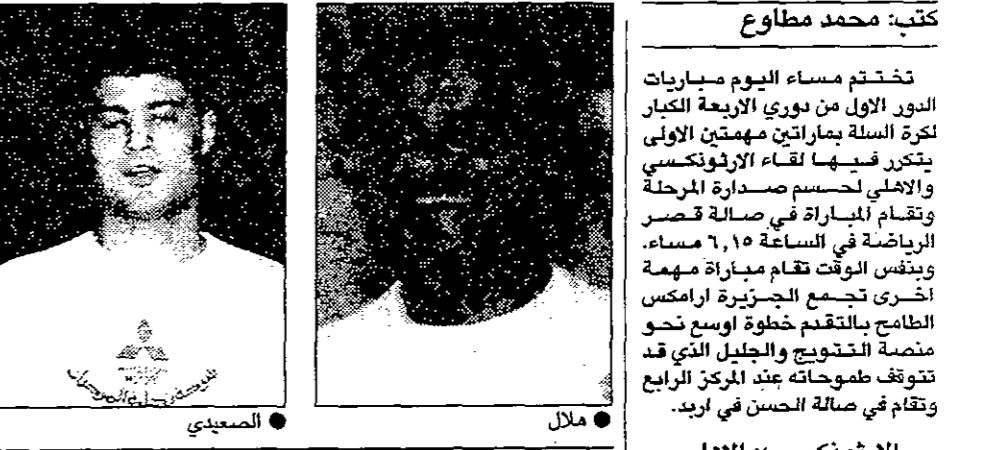 كتب: محمد مطاوع
تختتم مساء اليوم مباريات
الدور الاول من دوري الاربعة الكبار
لكرة السلة بماراتين مهمتين الاولى
يتكرر فيها لقاء الارثوذكسي
والاهلي لحسم صدارة المرحلة
وتقام المباراة في صالة قصر
الرياضة في الساعة ٦,١٥ مساء.
وبنفس الوقت تقام مباراة مهمة
اخرى تجمع الجزيرة ارامكس
الطامح بالتقدم خطوة اوسع نحو
منصة التتويج والجليل الذي قد
تتوقف طموحاته عند المركز الرابع
وتقام في صالة الحسن في اربد.
● هلال
● الصعيدي